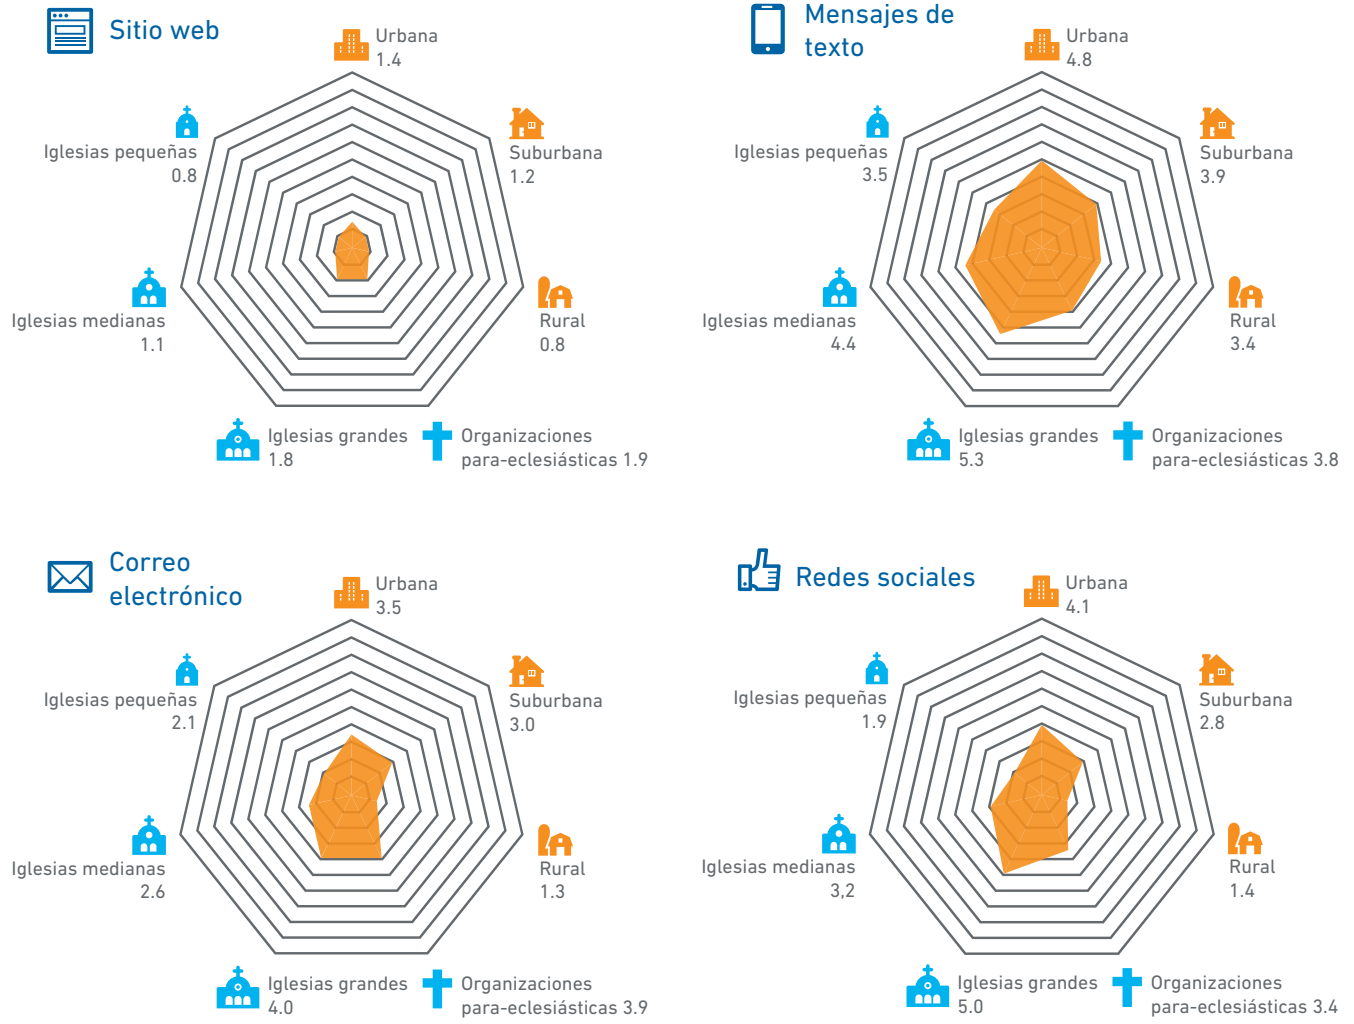 Sitio web
Urbana
1.4
Suburbana
1.2
Rural
0.8
Organizaciones
para-eclesiásticas 1.9
Iglesias grandes
1.8
Iglesias medianas
1.1
Iglesias pequeñas
0.8
Mensajes de
texto
Urbana
4.8
Suburbana
3.9
Rural
3.4
Organizaciones
para-eclesiásticas 3.8
Iglesias grandes
5.3
Iglesias medianas
4.4
Iglesias pequeñas
3.5
Correo
electrónico
Urbana
3.5
Suburbana
3.0
Rural
1.3
Organizaciones
para-eclesiásticas 3.9
Iglesias grandes
4.0
Iglesias medianas
2.6
Iglesias pequeñas
2.1
Redes sociales
Urbana
4.1
Suburbana
2.8
Rural
1.4
Organizaciones
para-eclesiásticas 3.4
Iglesias grandes
5.0
Iglesias medianas
3,2
Iglesias pequeñas
1.9